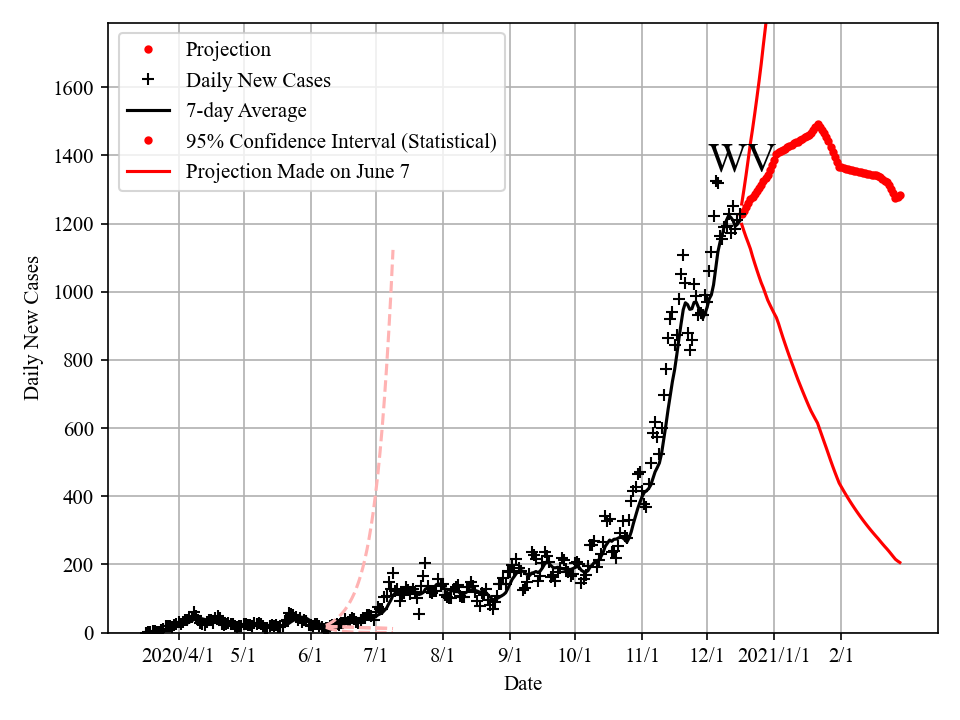 Projection
Daily New Cases
7-day Average
95% Confidence Interval (Statistical)
Projection Made on June 7
WV
1600
1400
1200
1000
800
600
400
200
0
Daily New Cases
2020/4/1 5/1 6/1 7/1 8/1 9/1 10/1 11/1 12/1 2021/1/1 2/1
Date